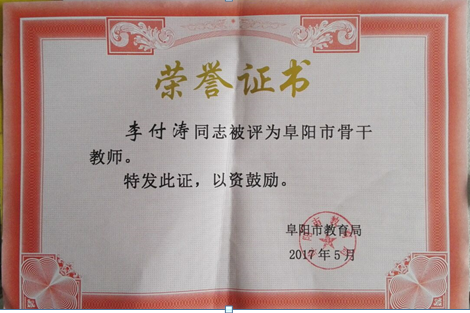 荣誉证书
李付涛同志被评为阜阳市骨干
教师。
特发此证，以资鼓励。
阜阳市教育局
2017年5月